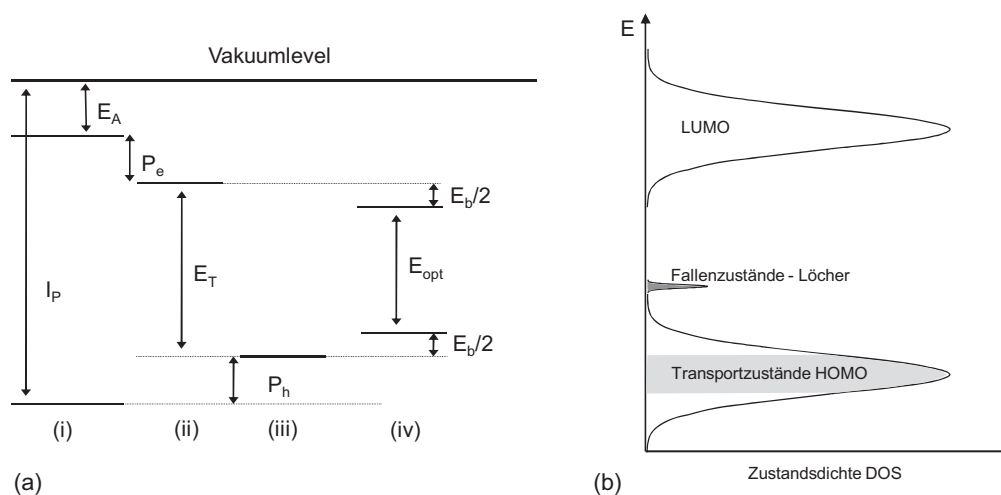 Vakuumlevel
E_A
P_e
E_b/2
E_T
E_opt
I_P
E_b/2
P_h
(i)
(ii)
(iii)
(iv)
(a)
E
LUMO
Fallenzustände - Löcher
Transportzustände HOMO
(b)
Zustandsdichte DOS